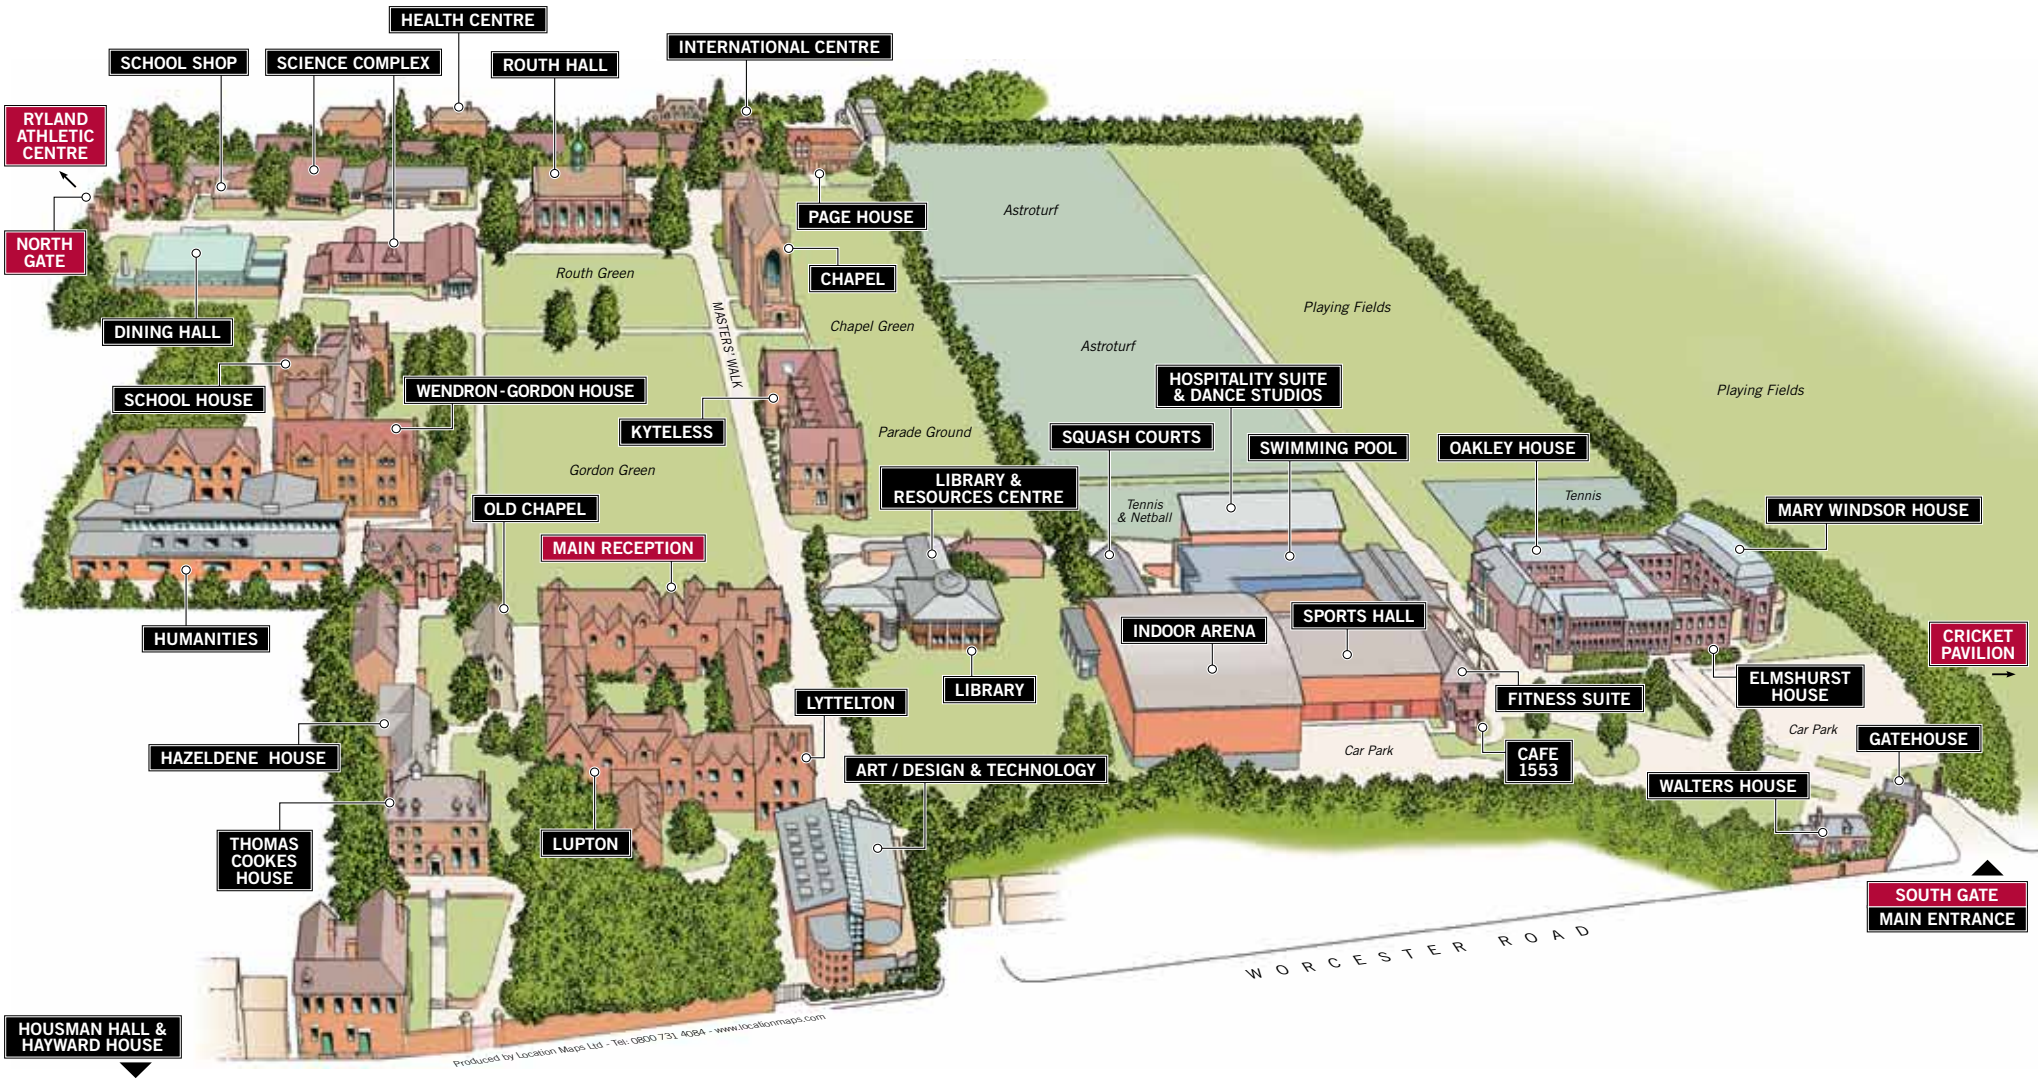 HEALTH CENTRE
INTERNATIONAL CENTRE
SCHOOL SHOP
SCIENCE COMPLEX
ROUTH HALL
RYLAND
ATHLETIC
CENTRE
NORTH
GATE
PAGE HOUSE
Astroturf
CHAPEL
Routh Green
Playing Fields
DINING HALL
MASTERS' WALK
Chapel Green
Astroturf
SCHOOL HOUSE
WENDRON-GORDON HOUSE
HOSPITALITY SUITE
& DANCE STUDIOS
Playing Fields
KYTELESS
Parade Ground
SQUASH COURTS
SWIMMING POOL
OAKLEY HOUSE
Gordon Green
LIBRARY &
RESOURCES CENTRE
Tennis
& Netball
Tennis
OLD CHAPEL
MARY WINDSOR HOUSE
MAIN RECEPTION
HUMANITIES
INDOOR ARENA
SPORTS HALL
CRICKET
PAVILION
LIBRARY
LYTTELTON
FITNESS SUITE
ELMSHURST
HOUSE
HAZELDENE HOUSE
Car Park
Car Park
GATEHOUSE
ART / DESIGN & TECHNOLOGY
CAFE
1553
WALTERS HOUSE
THOMAS
COOKES
HOUSE
LUPTON
SOUTH GATE
MAIN ENTRANCE
WORCESTER ROAD
HOUSMAN HALL &
HAYWARD HOUSE
Produced by Location Maps Ltd - Tel: 0800 731 4084 - www.locationmaps.com